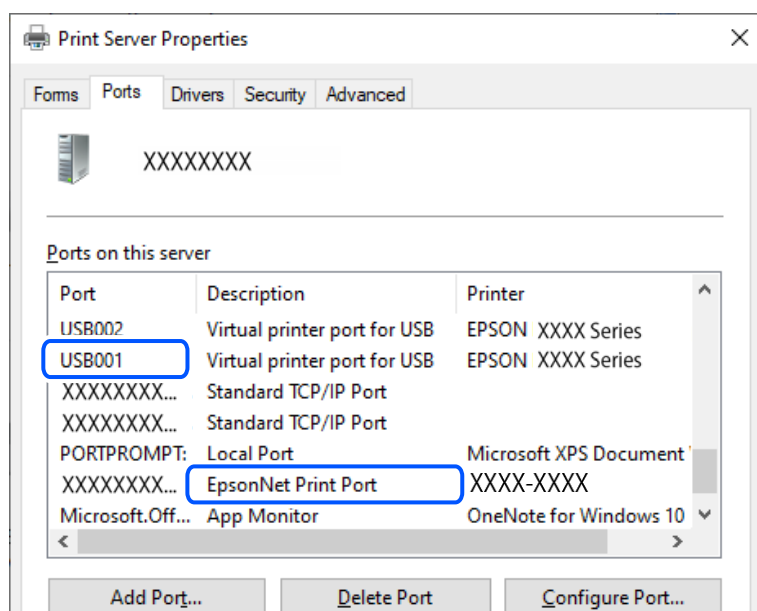 Print Server Properties
Forms Ports Drivers Security Advanced
XXXXXXXX
Ports on this server
Port Description Printer
USB002 Virtual printer port for USB EPSON XXXX Series
USB001 Virtual printer port for USB EPSON XXXX Series
XXXXXXXX... Standard TCP/IP Port
XXXXXXXX... Standard TCP/IP Port
PORTPROMPT: Local Port Microsoft XPS Document
XXXXXXXX... EpsonNet Print Port XXXX-XXXX
Microsoft.Off... App Monitor OneNote for Windows 10
Add Port... Delete Port Configure Port...